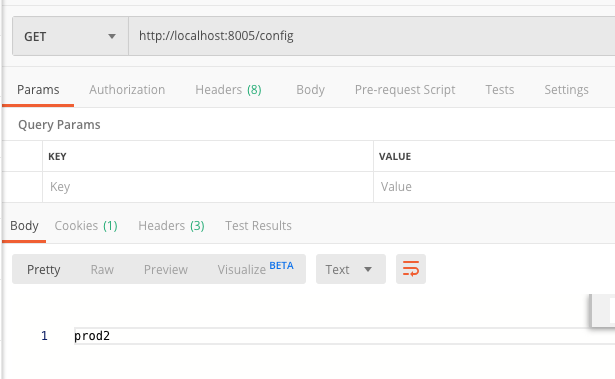 GET http://localhost:8005/config
Params Authorization Headers (8) Body Pre-request Script Tests Settings
Query Params
KEY VALUE
Key Value
Body Cookies (1) Headers (3) Test Results
Pretty Raw Preview Visualize BETA Text
1 prod2